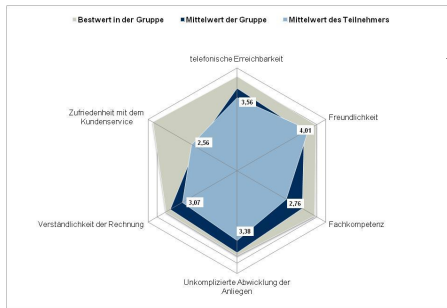 Bestwert in der Gruppe Mittelwert der Gruppe Mittelwert des Teilnehmers
telefonische Erreichbarkeit
3,56
Zufriedenheit mit dem
Kundenservice
Freundlichkeit
4,01
2,56
3,07
2,76
Verständlichkeit der Rechnung
Fachkompetenz
3,38
Unkomplizierte Abwicklung der
Anliegen